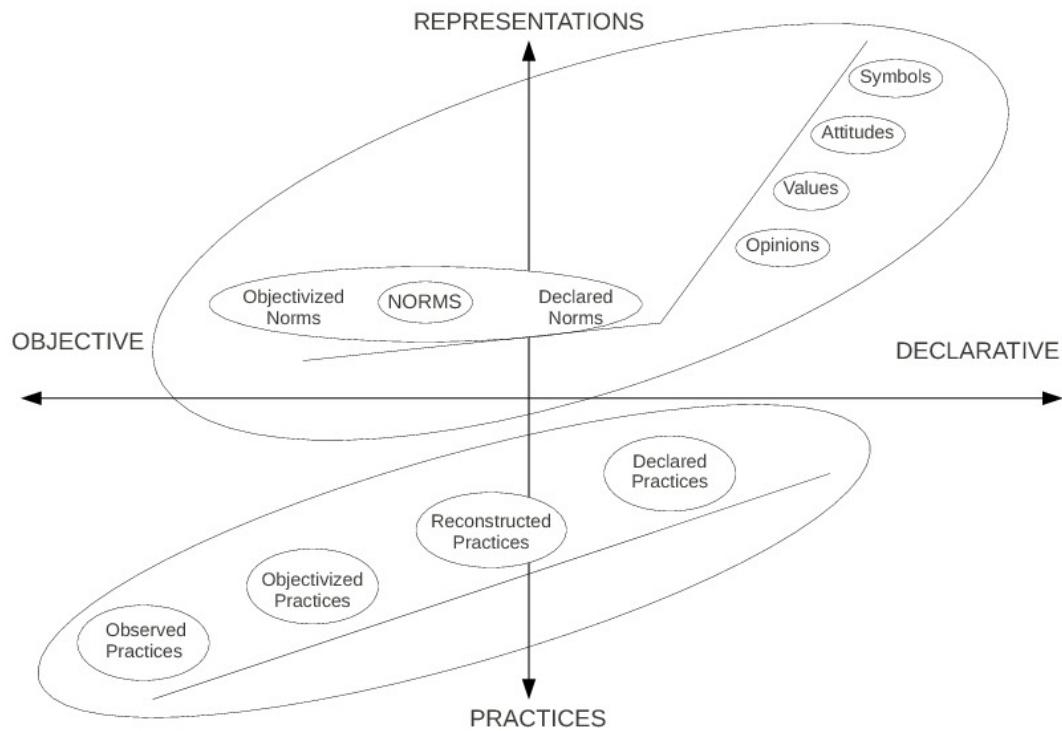 REPRESENTATIONS
Symbols
Attitudes
Values
Opinions
Objectivized
Norms
NORMS
Declared
Norms
OBJECTIVE
DECLARATIVE
Declared
Practices
Reconstructed
Practices
Objectivized
Practices
Observed
Practices
PRACTICES